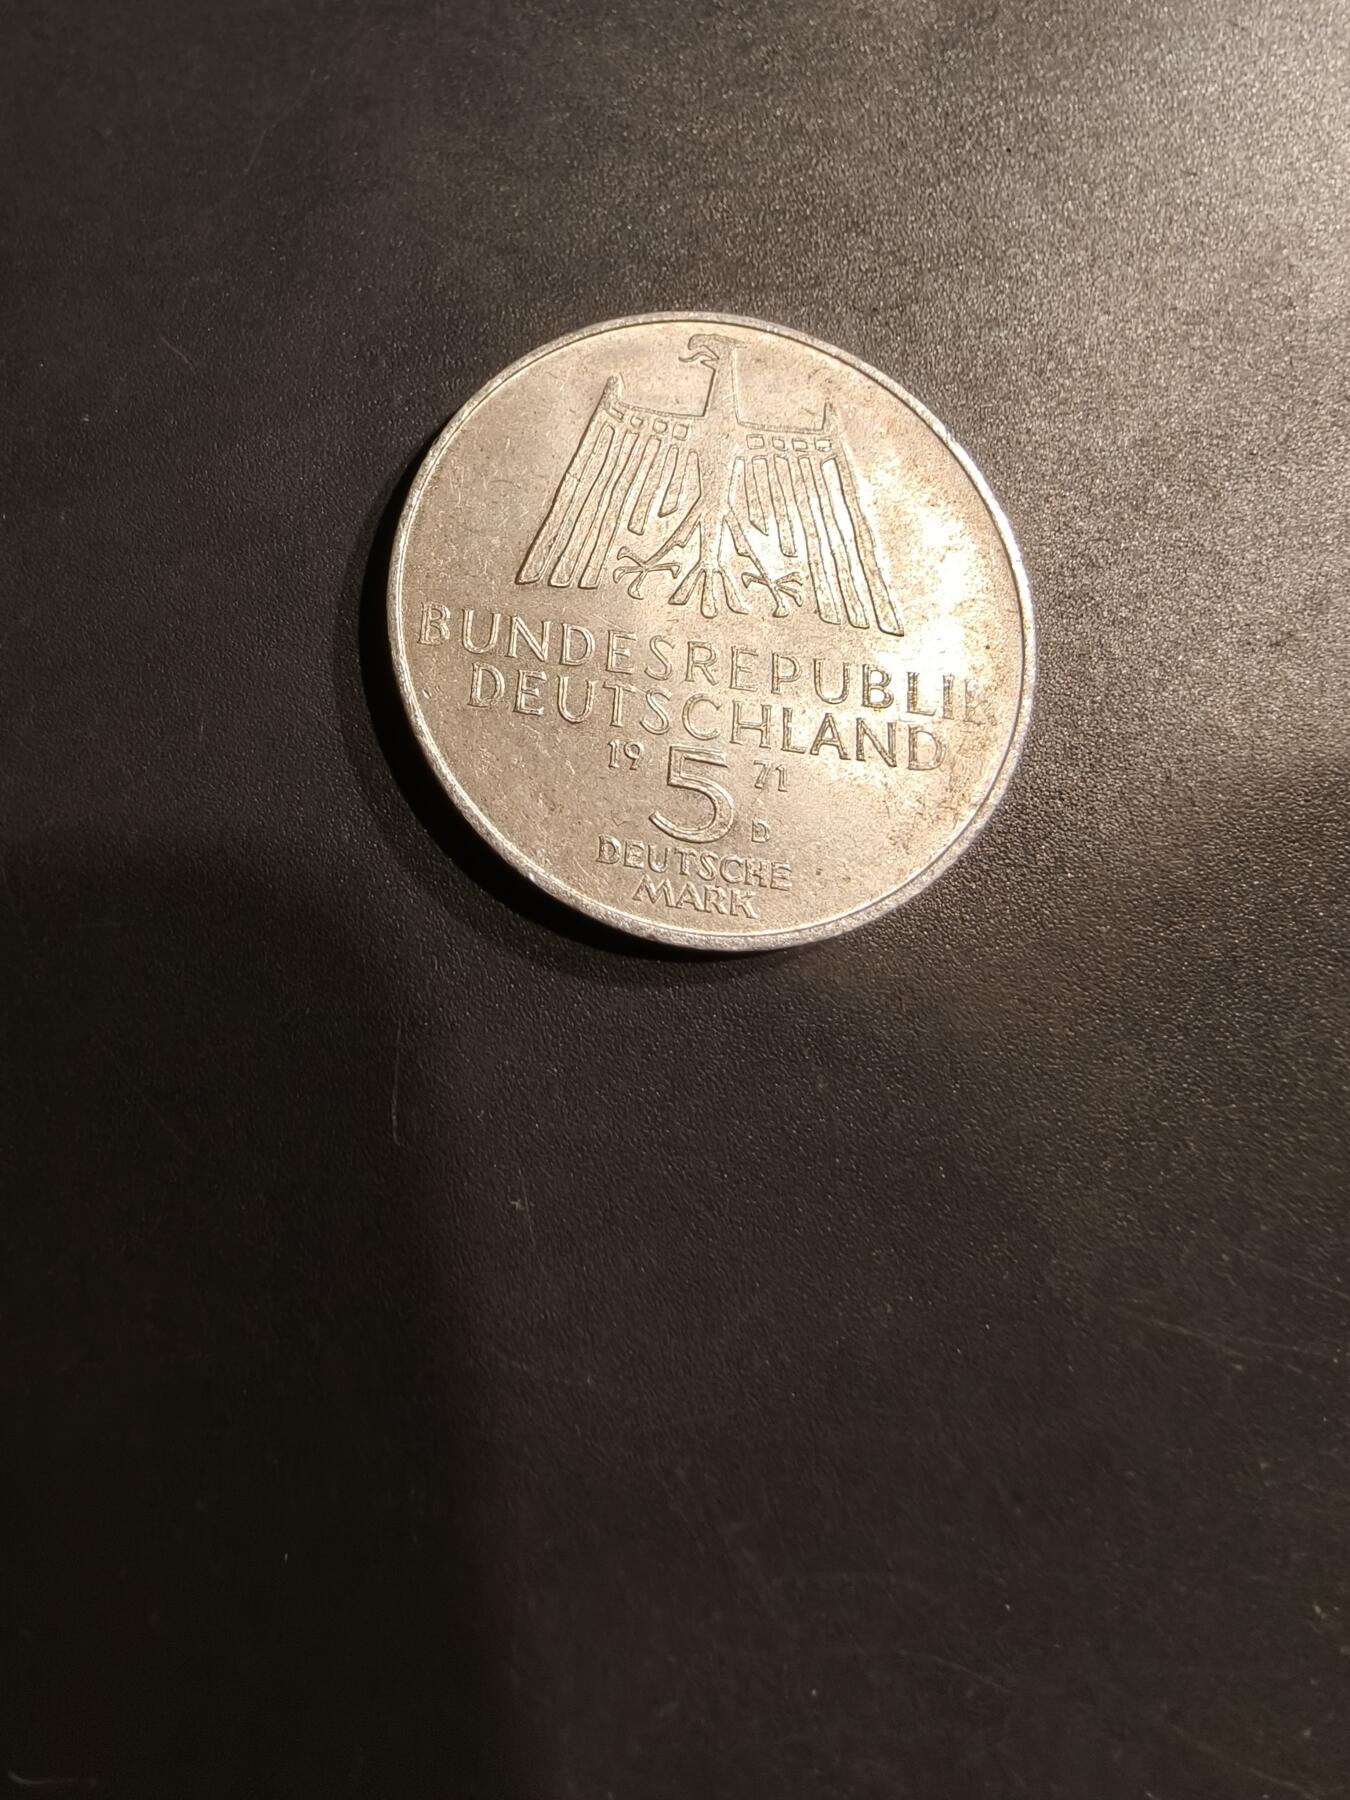 BUNDESREPUBLIK
DEUTSCHLAND
19 5 71
D
DEUTSCHE
MARK